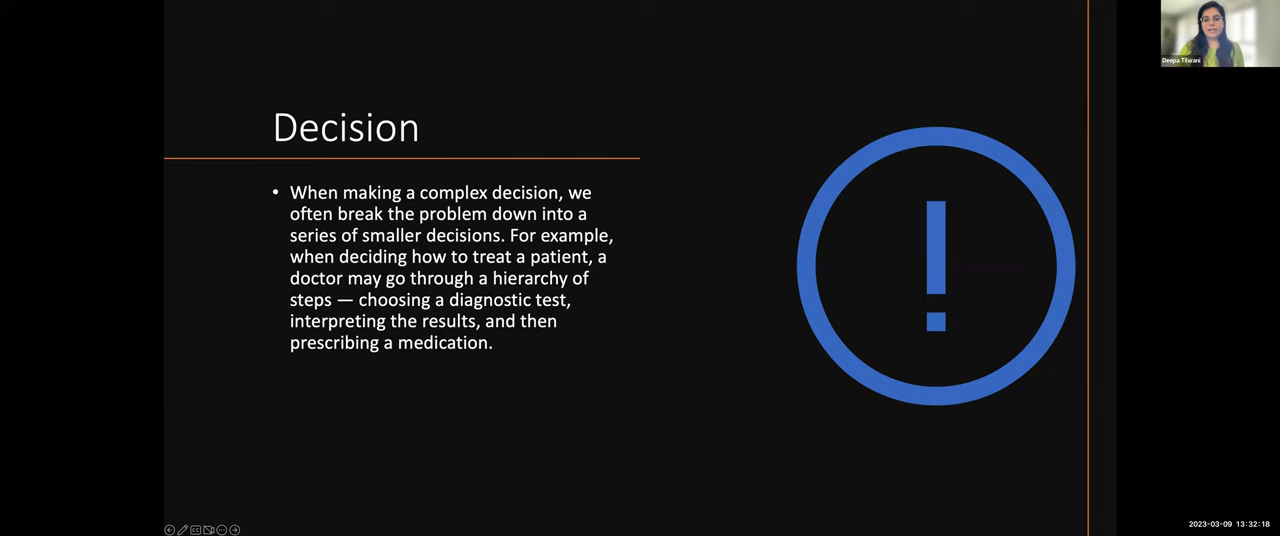 Decision
• When making a complex decision, we
often break the problem down into a
series of smaller decisions. For example,
when deciding how to treat a patient, a
doctor may go through a hierarchy of
steps — choosing a diagnostic test,
interpreting the results, and then
prescribing a medication.
!
Deepa Tilwani
2023-03-09 13:32:18